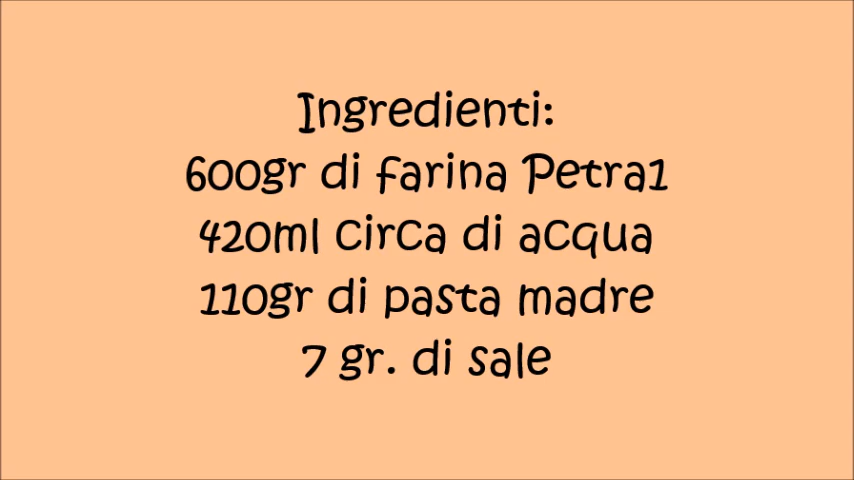 Ingredienti:
600gr di farina Petra1
420ml circa di acqua
110gr di pasta madre
7 gr. di sale